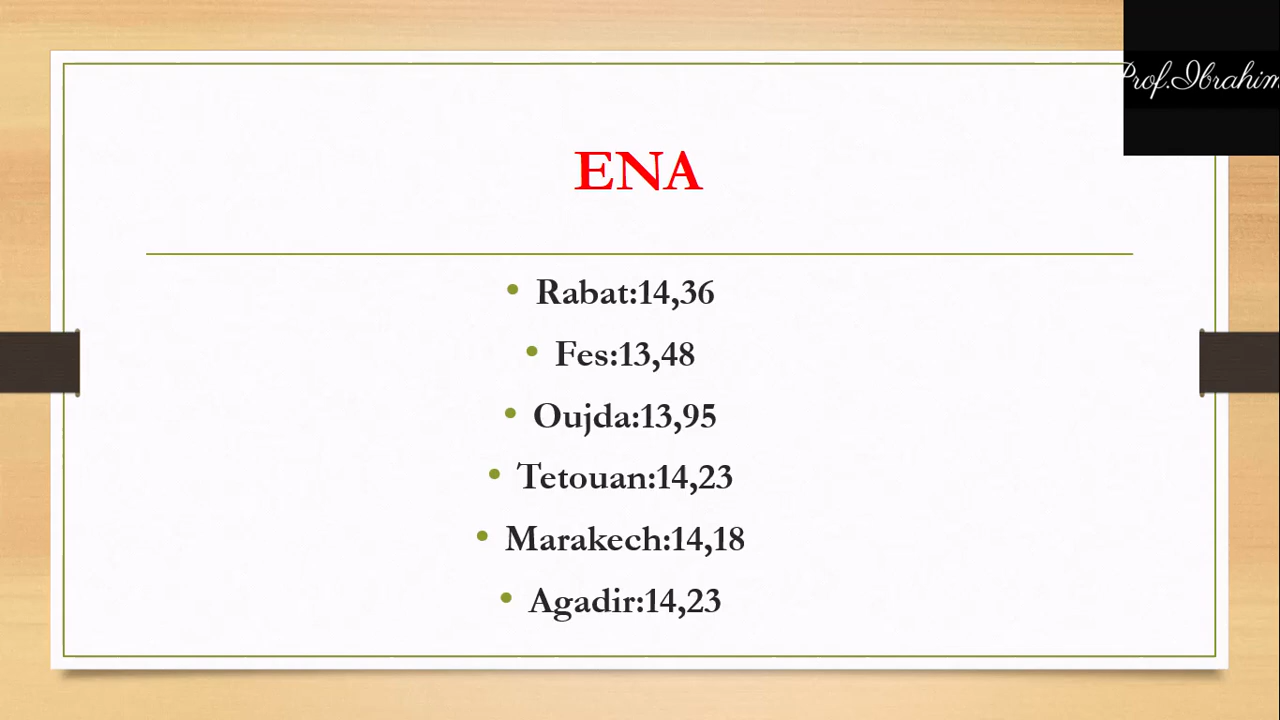 Prof.Ibrahim
ENA
• Rabat:14,36
• Fes:13,48
• Oujda:13,95
• Tetouan:14,23
• Marakech:14,18
• Agadir:14,23